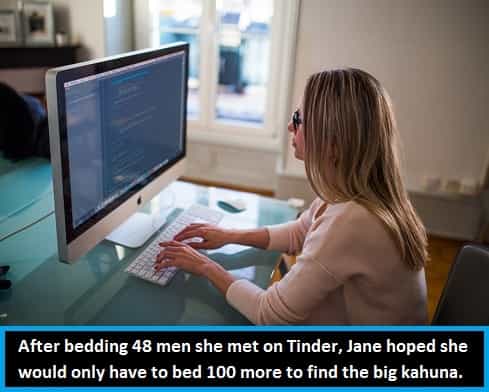 After bedding 48 men she met on Tinder, Jane hoped she
would only have to bed 100 more to find the big kahuna.